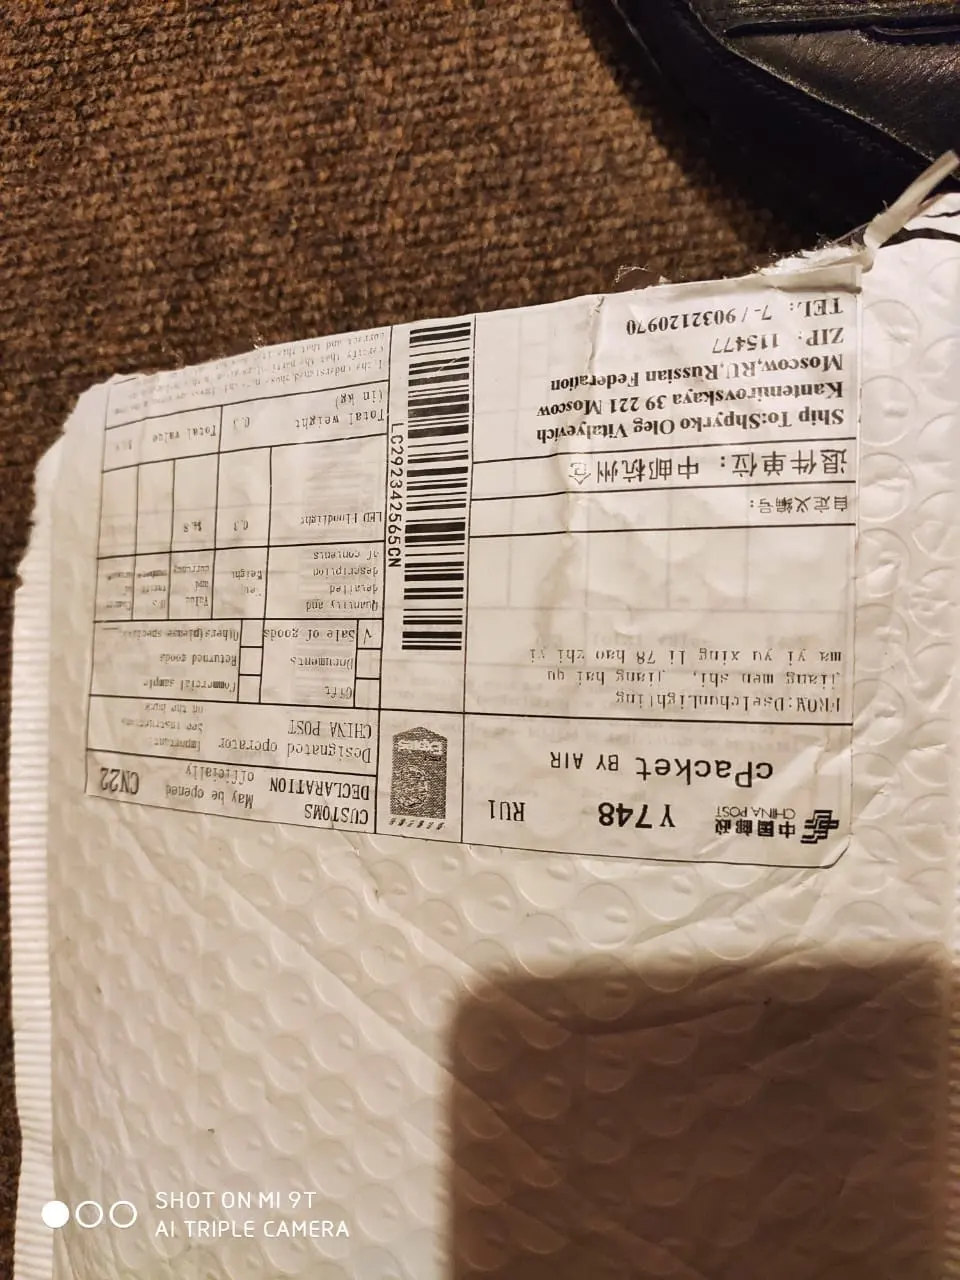 中国邮政
CHINA POST
Y748
RU1
cPacket BY AIR
FROM:DselchunLighting
jiang men shi, jiang hai qu
ma yi yu xing li 78 hao zhi yi
自定义编号:
退件单位: 中邮杭州仓
Ship To:Shpyrko Oleg Vitalyevich
Kantemirovskaya 39 221 Moscow
Moscow,RU,Russian Federation
ZIP: 115477
TEL: 7-/9032120970
LC292342565CN
CUSTOMS
DECLARATION
May be opened
officially
CN22
Designated operator
CHINA POST
Important:
See instructions
on the back
Gift
Commercial sample
Documents
Returned goods
√ Sale of goods
Others(please specify)
Quantity and
detailed
description
of contents
Weight
Value
and
currency
LED Floodlight
0.3
Total weight
(in kg)
0.3
Total value
SHOT ON MI 9T
AI TRIPLE CAMERA